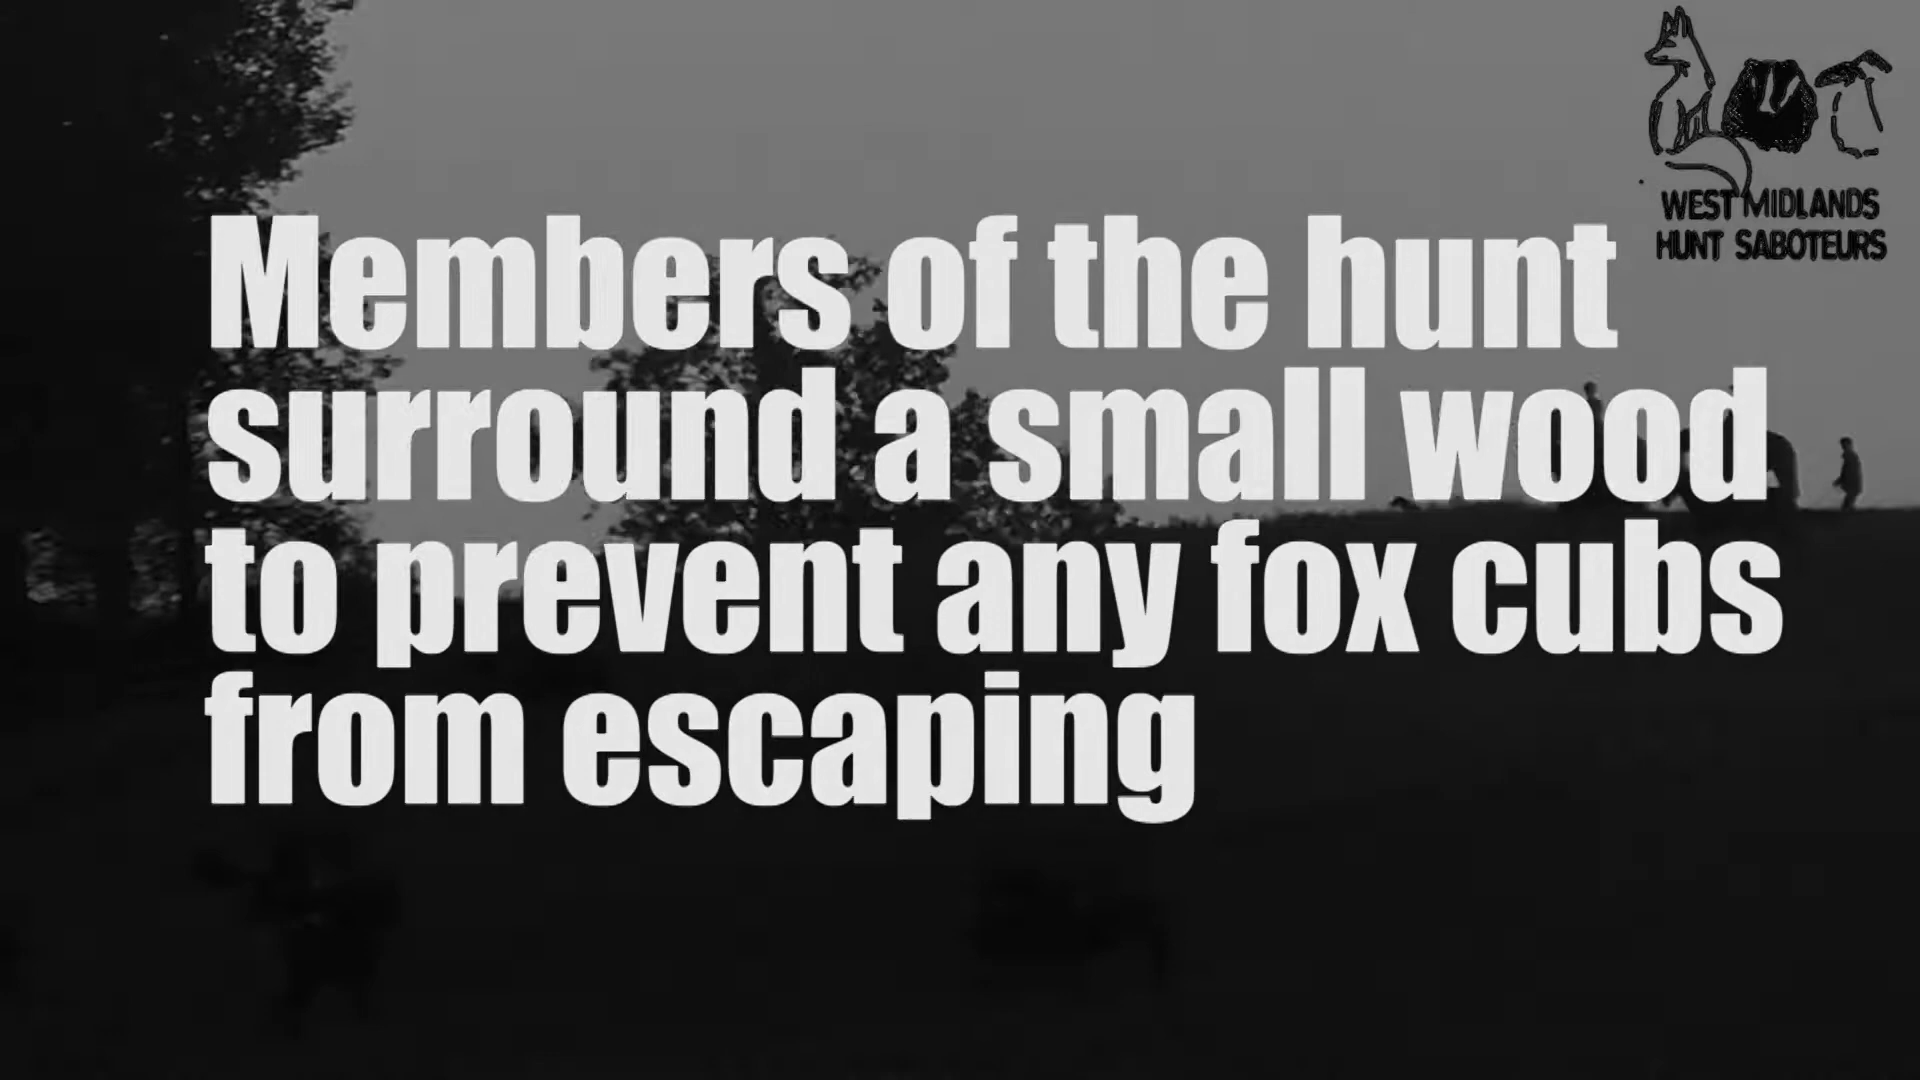 WEST MIDLANDS
HUNT SABOTEURS
Members of the hunt
surround a small wood
to prevent any fox cubs
from escaping